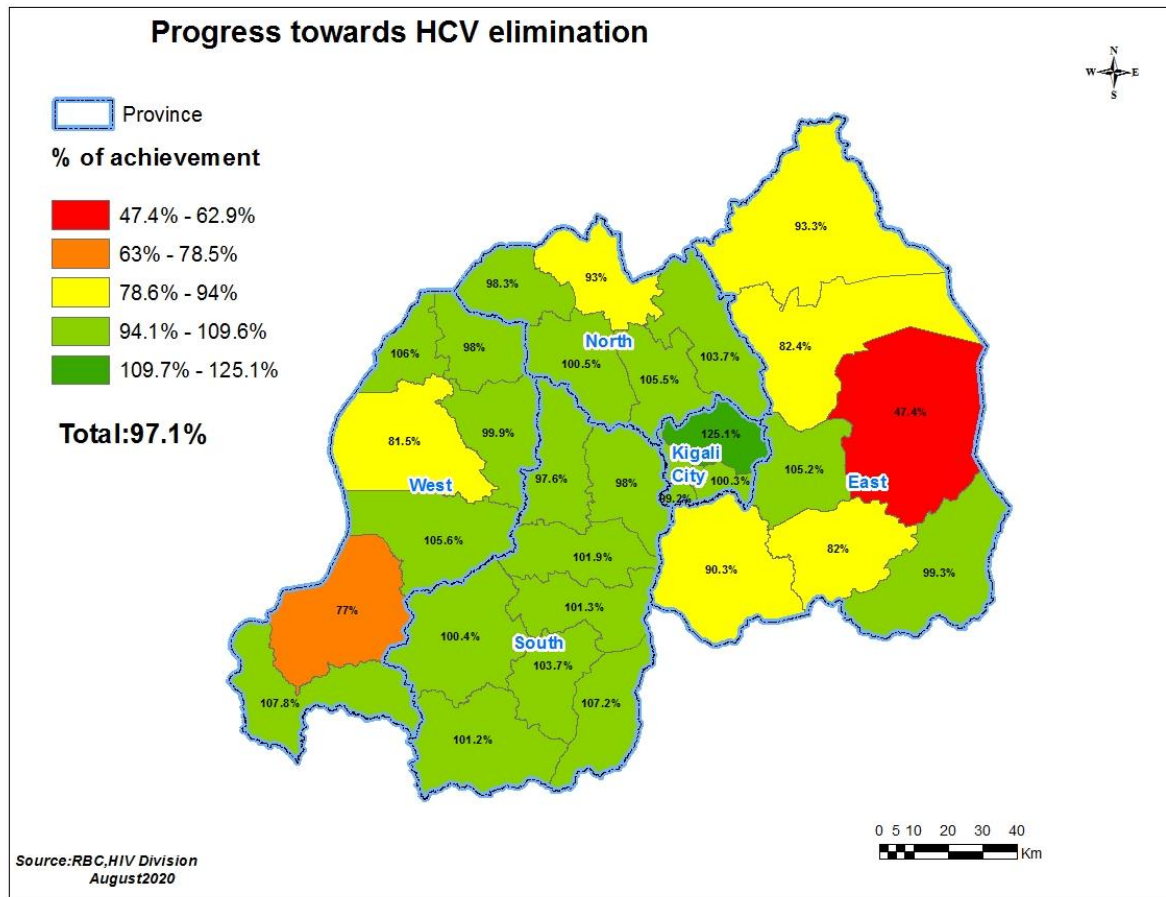 Progress towards HCV elimination
N
W E
S
Province
% of achievement
47.4% - 62.9%
63% - 78.5%
78.6% - 94%
94.1% - 109.6%
109.7% - 125.1%
Total:97.1%
93.3%
93%
98.3%
North
82.4%
106%
98%
100.5%
105.5%
103.7%
47.4%
81.5%
99.9%
125.1%
Kigali
City
97.6%
98%
105.2%
West
99.2%
100.3%
East
105.6%
101.9%
90.3%
82%
99.3%
77%
101.3%
100.4%
South
103.7%
107.8%
107.2%
101.2%
0 5 10 20 30 40
Km
Source:RBC,HIV Division
August2020